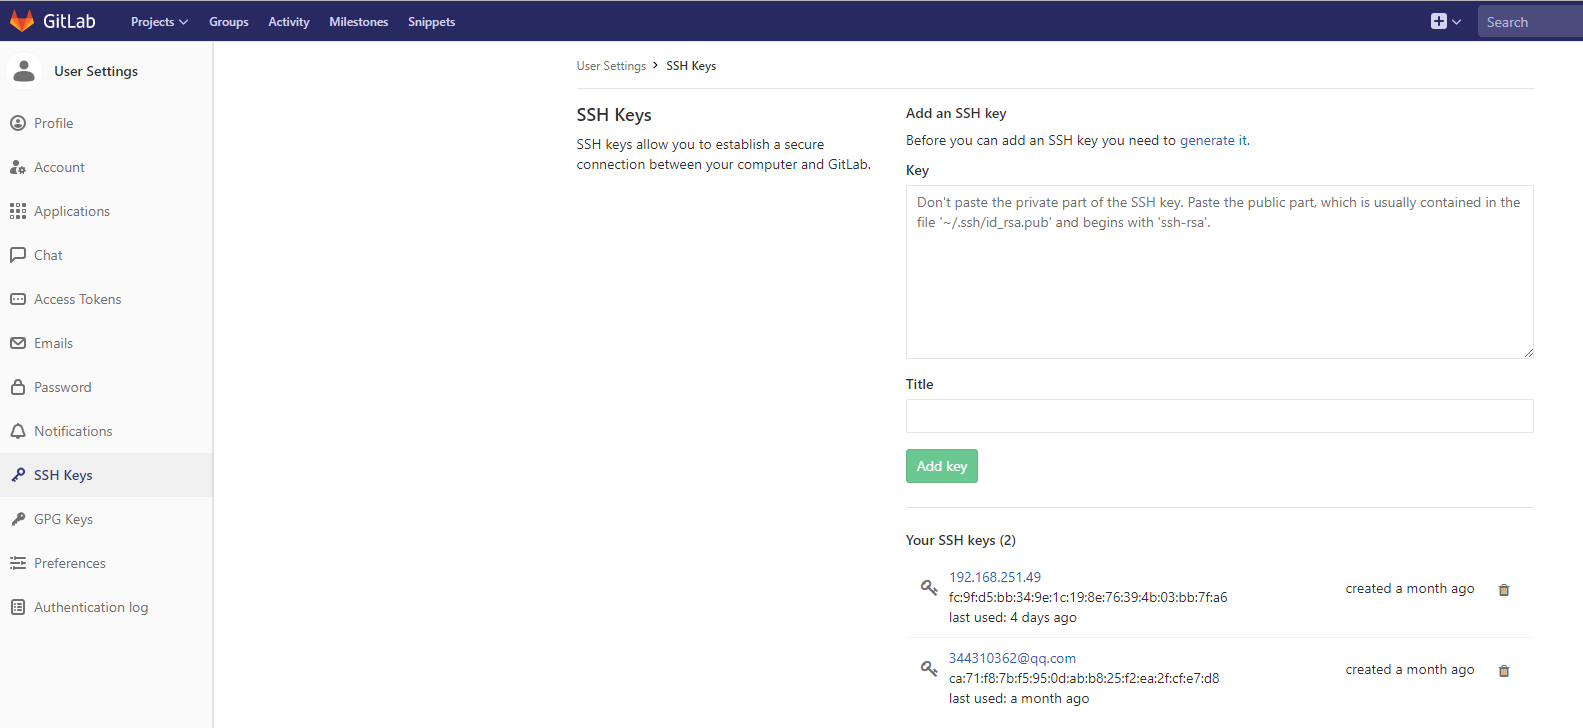 GitLab Projects Groups Activity Milestones Snippets Search
User Settings
Profile
Account
Applications
Chat
Access Tokens
Emails
Password
Notifications
SSH Keys
GPG Keys
Preferences
Authentication log
User Settings > SSH Keys
SSH Keys
SSH keys allow you to establish a secure
connection between your computer and GitLab.
Add an SSH key
Before you can add an SSH key you need to generate it.
Key
Don't paste the private part of the SSH key. Paste the public part, which is usually contained in the
file '~/.ssh/id_rsa.pub' and begins with 'ssh-rsa'.
Title
Add key
Your SSH keys (2)
192.168.251.49
fc:9f:d5:bb:34:9e:1c:19:8e:76:39:4b:03:bb:7f:a6
last used: 4 days ago
created a month ago
344310362@qq.com
ca:71:f8:7b:f5:95:0d:ab:b8:25:f2:ea:2f:cf:e7:d8
last used: a month ago
created a month ago